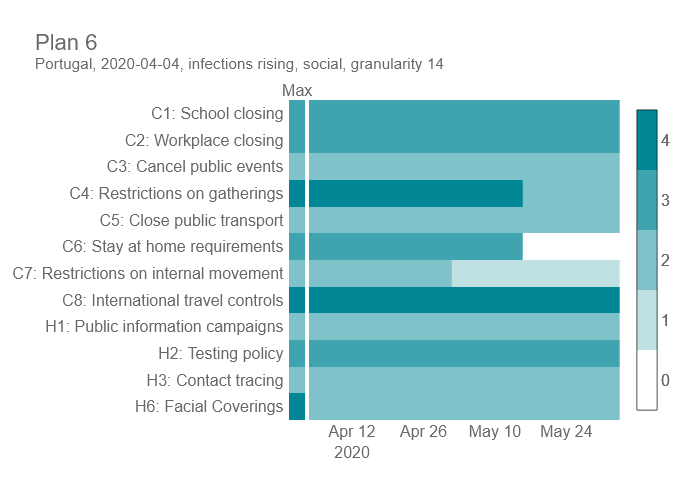 Plan 6
Portugal, 2020-04-04, infections rising, social, granularity 14
Max
C1: School closing
C2: Workplace closing
C3: Cancel public events
C4: Restrictions on gatherings
C5: Close public transport
C6: Stay at home requirements
C7: Restrictions on internal movement
C8: International travel controls
H1: Public information campaigns
H2: Testing policy
H3: Contact tracing
H6: Facial Coverings
Apr 12 Apr 26 May 10 May 24
2020
4
3
2
1
0